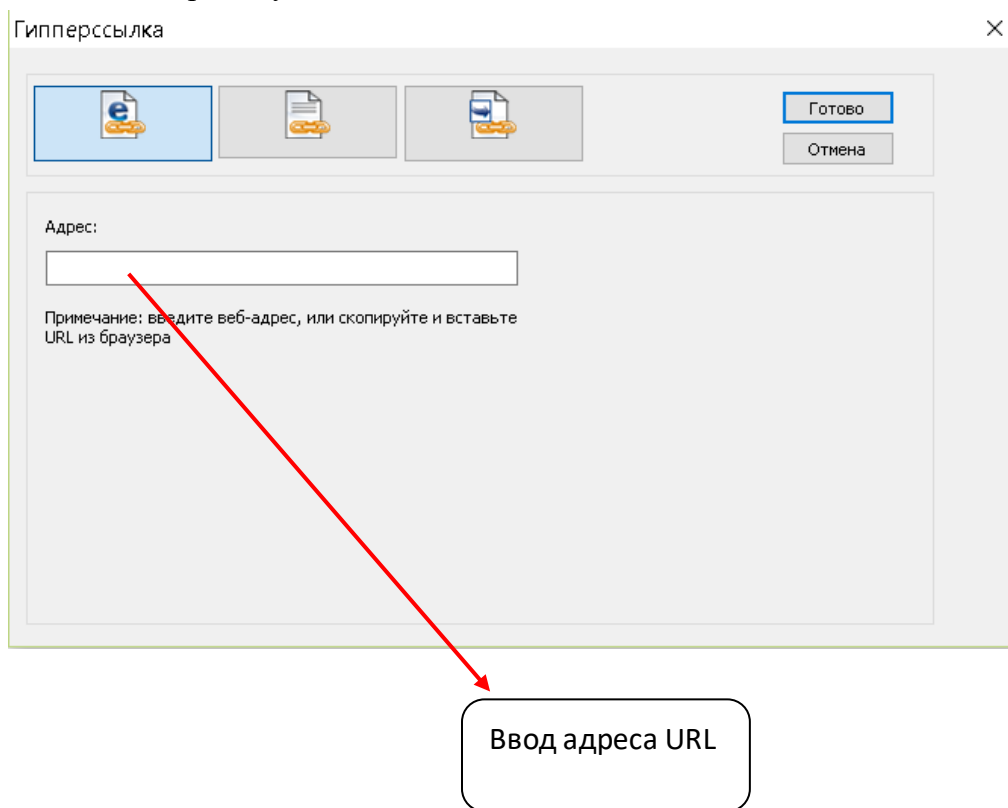 Гипперссылка
Готово
Отмена
Адрес:
Примечание: введите веб-адрес, или скопируйте и вставьте
URL из браузера
Ввод адреса URL